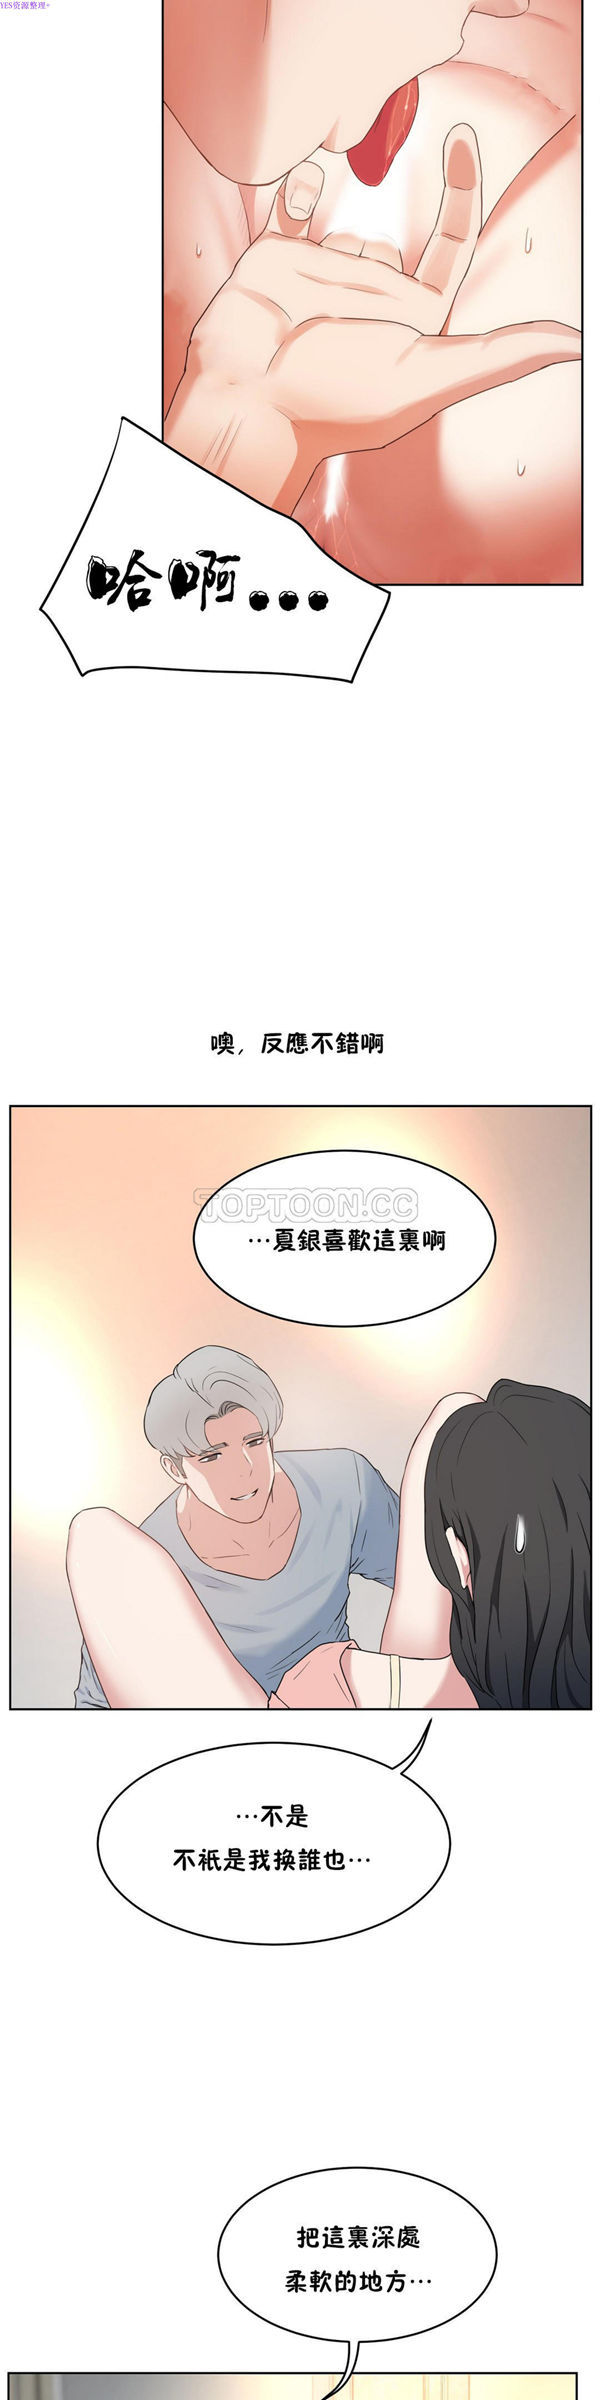 YES资源整理+
哈啊...
噢，反應不錯啊
TOPTOON.CC
…夏銀喜歡這裏啊
…不是
不衹是我換誰也…
把這裏深處
柔軟的地方…